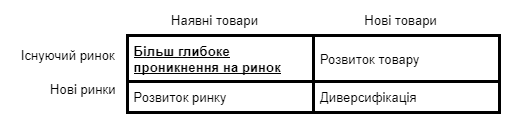 Наявні товари Нові товари
Існуючий ринок
Більш глибоке
проникнення на ринок
Розвиток товару
Нові ринки
Розвиток ринку
Диверсифікація